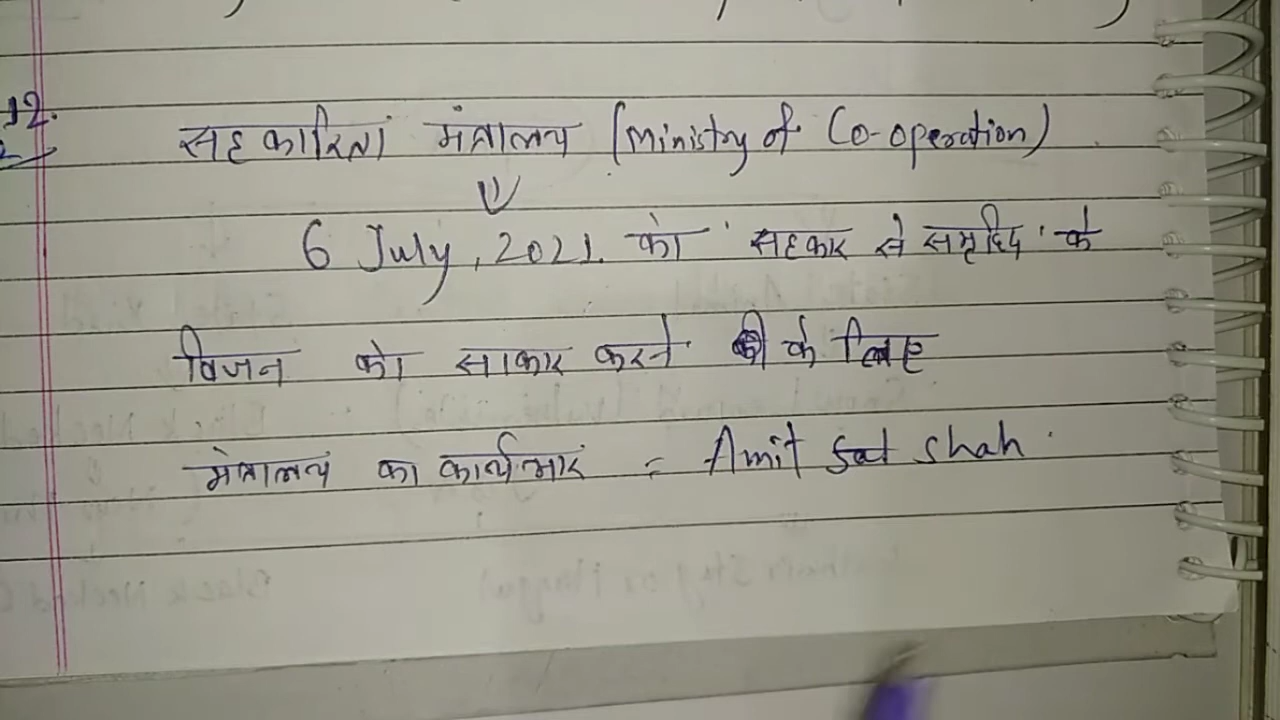 12.
सहकारिता मंत्रालय (Ministry of Co-operation)
6 July, 2021. को 'सहकार से समृद्दि' के
विजन को साकार करने के लिए
मंत्रालय का कार्यभार = Amit Shah